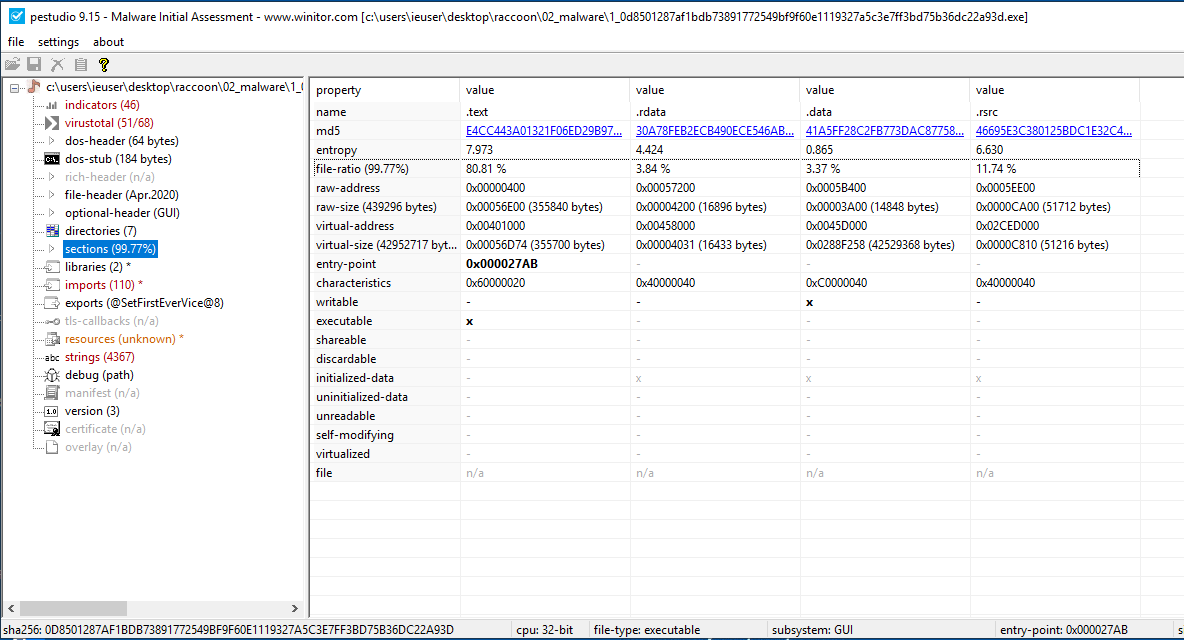 pestudio 9.15 - Malware Initial Assessment - www.winitor.com [c:\users\ieuser\desktop\raccoon\02_malware\1_0d8501287af1bdb73891772549bf9f60e1119327a5c3e7ff3bd75b36dc22a93d.exe]
file settings about
c:\users\ieuser\desktop\raccoon\02_malware\1_(
indicators (46)
virustotal (51/68)
dos-header (64 bytes)
dos-stub (184 bytes)
rich-header (n/a)
file-header (Apr.2020)
optional-header (GUI)
directories (7)
sections (99.77%)
libraries (2) *
imports (110) *
exports (@SetFirstEverVice@8)
tls-callbacks (n/a)
resources (unknown) *
abc strings (4367)
debug (path)
manifest (n/a)
1.0 version (3)
certificate (n/a)
overlay (n/a)
property value value value value
name .text .rdata .data .rsrc
md5 E4CC443A01321F06ED29B97... 30A78FEB2ECB490ECE546AB... 41A5FF28C2FB773DAC87758... 46695E3C380125BDC1E32C4...
entropy 7.973 4.424 0.865 6.630
file-ratio (99.77%) 80.81 % 3.84 % 3.37 % 11.74 %
raw-address 0x00000400 0x00057200 0x0005B400 0x0005EE00
raw-size (439296 bytes) 0x00056E00 (355840 bytes) 0x00004200 (16896 bytes) 0x00003A00 (14848 bytes) 0x0000CA00 (51712 bytes)
virtual-address 0x00401000 0x00458000 0x0045D000 0x02CED000
virtual-size (42952717 byt... 0x00056D74 (355700 bytes) 0x00004031 (16433 bytes) 0x0288F258 (42529368 bytes) 0x0000C810 (51216 bytes)
entry-point 0x000027AB - - -
characteristics 0x60000020 0x40000040 0xC0000040 0x40000040
writable - - x -
executable x - - -
shareable - - - -
discardable - - - -
initialized-data - x x x
uninitialized-data - - - -
unreadable - - - -
self-modifying - - - -
virtualized - - - -
file n/a n/a n/a n/a
sha256: 0D8501287AF1BDB73891772549BF9F60E1119327A5C3E7FF3BD75B36DC22A93D cpu: 32-bit file-type: executable subsystem: GUI entry-point: 0x000027AB s